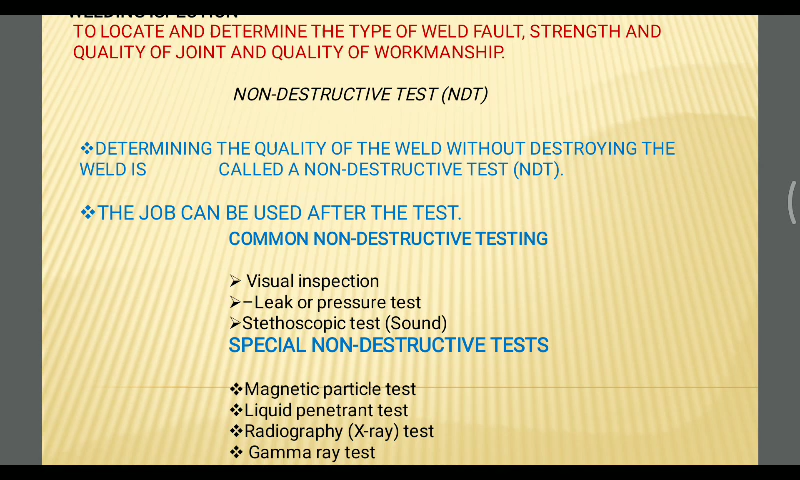 WELDING ISPECTION
TO LOCATE AND DETERMINE THE TYPE OF WELD FAULT, STRENGTH AND
QUALITY OF JOINT AND QUALITY OF WORKMANSHIP.
NON-DESTRUCTIVE TEST (NDT)
❖DETERMINING THE QUALITY OF THE WELD WITHOUT DESTROYING THE
WELD IS CALLED A NON-DESTRUCTIVE TEST (NDT).
❖THE JOB CAN BE USED AFTER THE TEST.
COMMON NON-DESTRUCTIVE TESTING
➢ Visual inspection
➢–Leak or pressure test
➢Stethoscopic test (Sound)
SPECIAL NON-DESTRUCTIVE TESTS
❖Magnetic particle test
❖Liquid penetrant test
❖Radiography (X-ray) test
❖ Gamma ray test